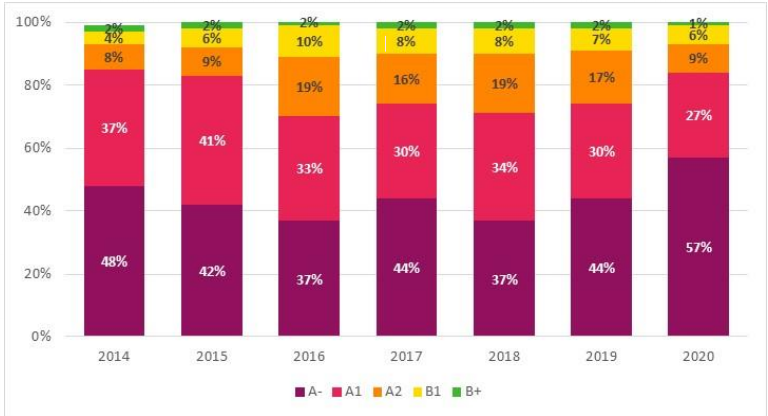 100%
80%
60%
40%
20%
0%
2% 2% 2% 2% 2% 2% 1%
4% 6% 10% 8% 8% 7% 6%
8% 9% 19% 16% 19% 17% 9%
37% 41% 33% 30% 34% 30% 27%
48% 42% 37% 44% 37% 44% 57%
2014 2015 2016 2017 2018 2019 2020
A- A1 A2 B1 B+